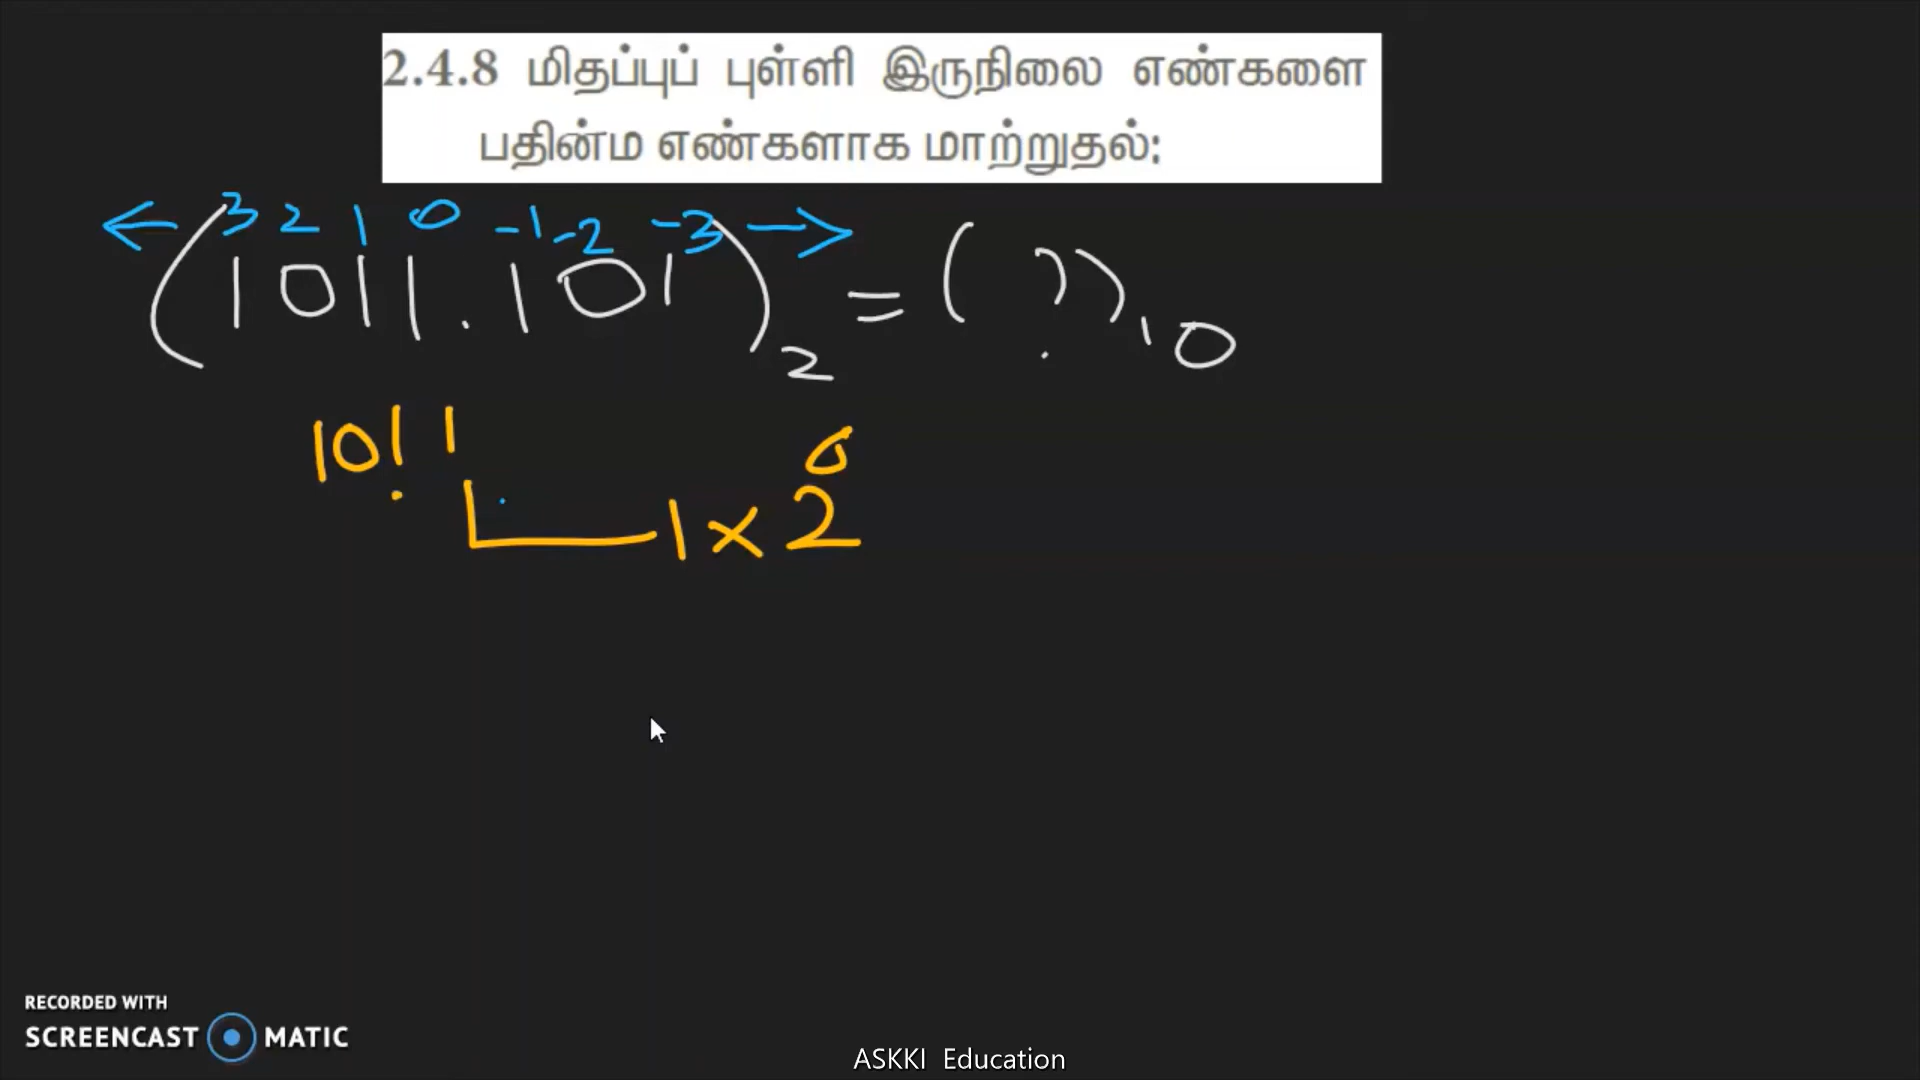 2.4.8 மிதப்புப் புள்ளி இருநிலை எண்களை
பதின்ம எண்களாக மாற்றுதல்:
3 2 1 0 -1 -2 -3
(1011.101)2 = ( ? )10
1011
1 x 2^0
RECORDED WITH
SCREENCAST MATIC
ASKKI Education